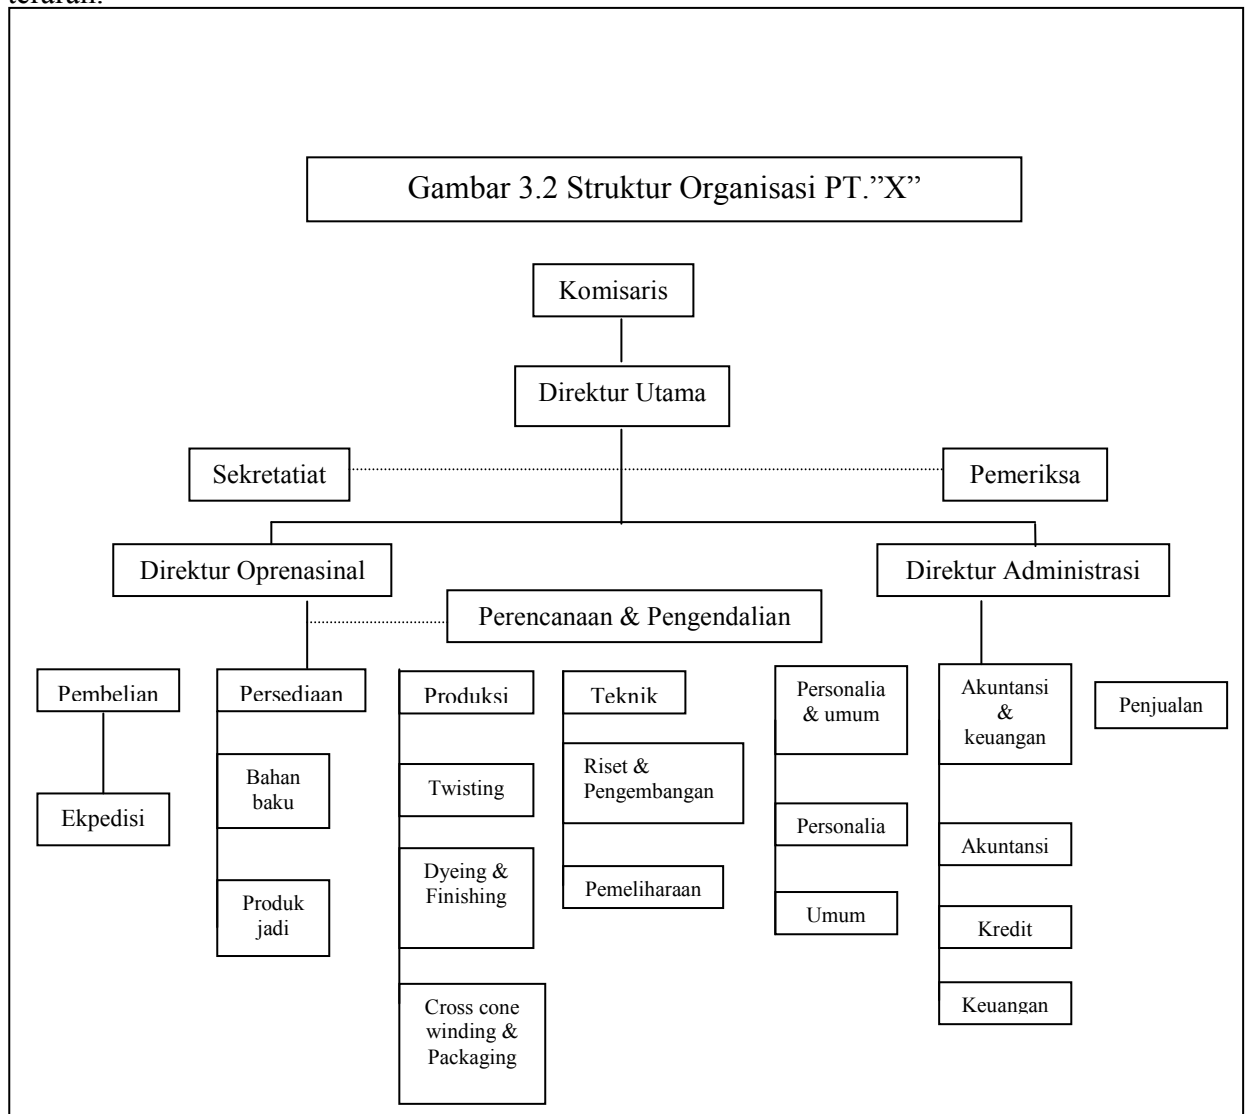 terarah.
Gambar 3.2 Struktur Organisasi PT.”X”
Komisaris
Direktur Utama
Sekretatiat
Pemeriksa
Direktur Oprenasinal
Direktur Administrasi
Perencanaan & Pengendalian
Pembelian
Persediaan
Produksi
Teknik
Personalia
& umum
Akuntansi
&
keuangan
Penjualan
Ekpedisi
Bahan
baku
Produk
jadi
Twisting
Dyeing &
Finishing
Cross cone
winding &
Packaging
Riset &
Pengembangan
Pemeliharaan
Personalia
Umum
Akuntansi
Kredit
Keuangan